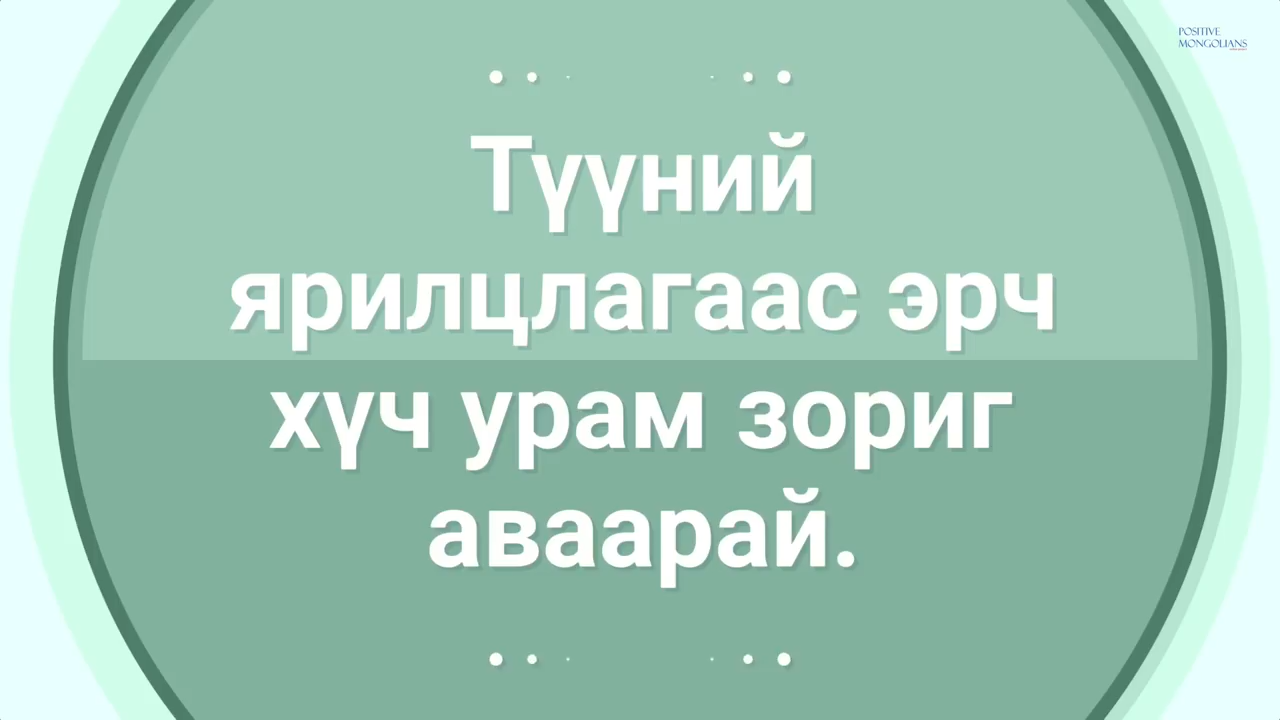 POSITIVE
MONGOLIANS
Түүний
ярилцлагаас эрч
хүч урам зориг
аваарай.